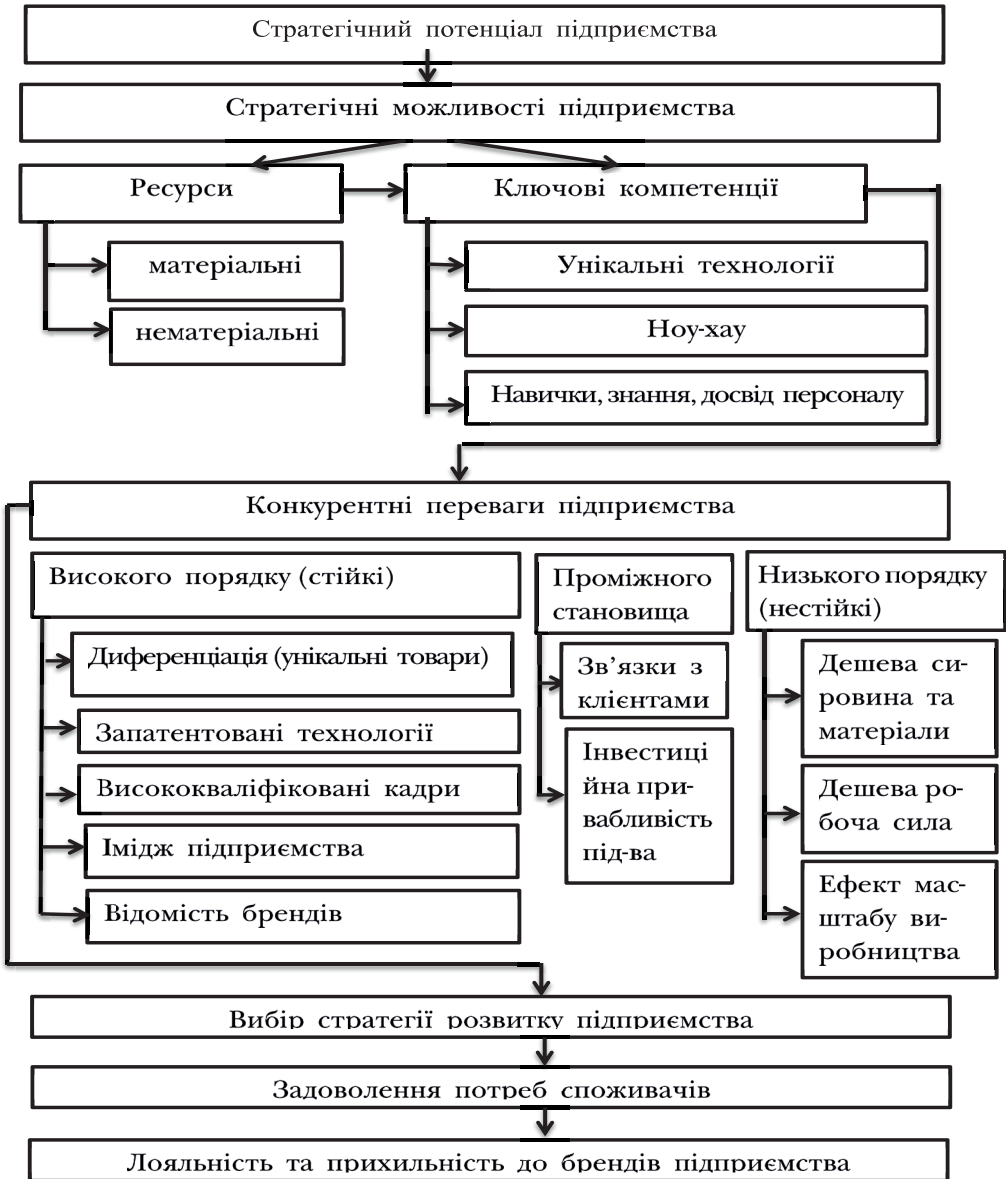 Стратегічний потенціал підприємства
Стратегічні можливості підприємства
Ресурси
Ключові компетенції
матеріальні
нематеріальні
Унікальні технології
Ноу-хау
Навички, знання, досвід персоналу
Конкурентні переваги підприємства
Високого порядку (стійкі)
Диференціація (унікальні товари)
Запатентовані технології
Висококваліфіковані кадри
Імідж підприємства
Відомість брендів
Проміжного
становища
Зв’язки з
клієнтами
Інвестиці
йна при-
вабливість
під-ва
Низького порядку
(нестійкі)
Дешева си-
ровина та
матеріали
Дешева ро-
боча сила
Ефект мас-
штабу ви-
робництва
Вибір стратегії розвитку підприємства
Задоволення потреб споживачів
Лояльність та прихильність до брендів підприємства